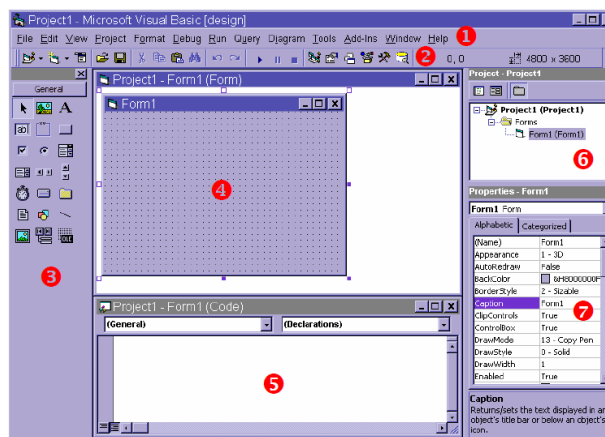 Project1 - Microsoft Visual Basic [design]
File Edit View Project Format Debug Run Query Diagram Tools Add-Ins Window Help 1
2 0, 0 4800 x 3600
General
A
ab
OLE
3
Project1 - Form1 (Form)
Form1
4
Project1 - Form1 (Code)
(General) (Declarations)
5
Project - Project1
Project1 (Project1)
Forms
Form1 (Form1)
6
Properties - Form1
Form1 Form
Alphabetic Categorized
(Name) Form1
Appearance 1 - 3D
AutoRedraw False
BackColor &H8000000F
BorderStyle 2 - Sizable
Caption Form1
ClipControls True
ControlBox True
DrawMode 13 - Copy Pen
DrawStyle 0 - Solid
DrawWidth 1
Enabled True
7
Caption
Returns/sets the text displayed in an
object's title bar or below an object's
icon.